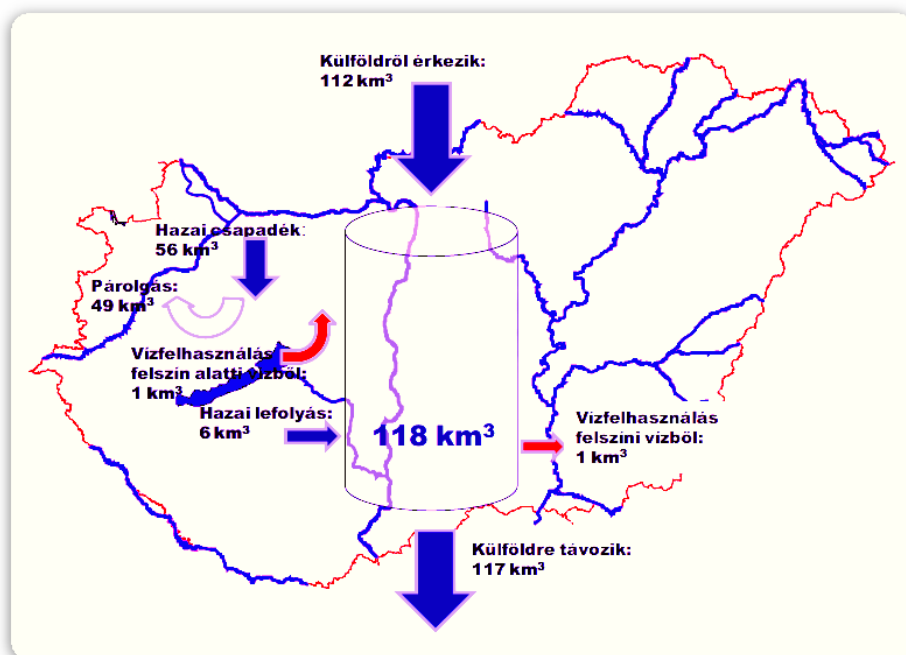 Külföldről érkezik:
112 km³
Hazai csapadék:
56 km³
Párolgás:
49 km³
Vízfelhasználás
felszín alatti vízből:
1 km³
Hazai lefolyás:
6 km³
118 km³
Vízfelhasználás
felszíni vízből:
1 km³
Külföldre távozik:
117 km³